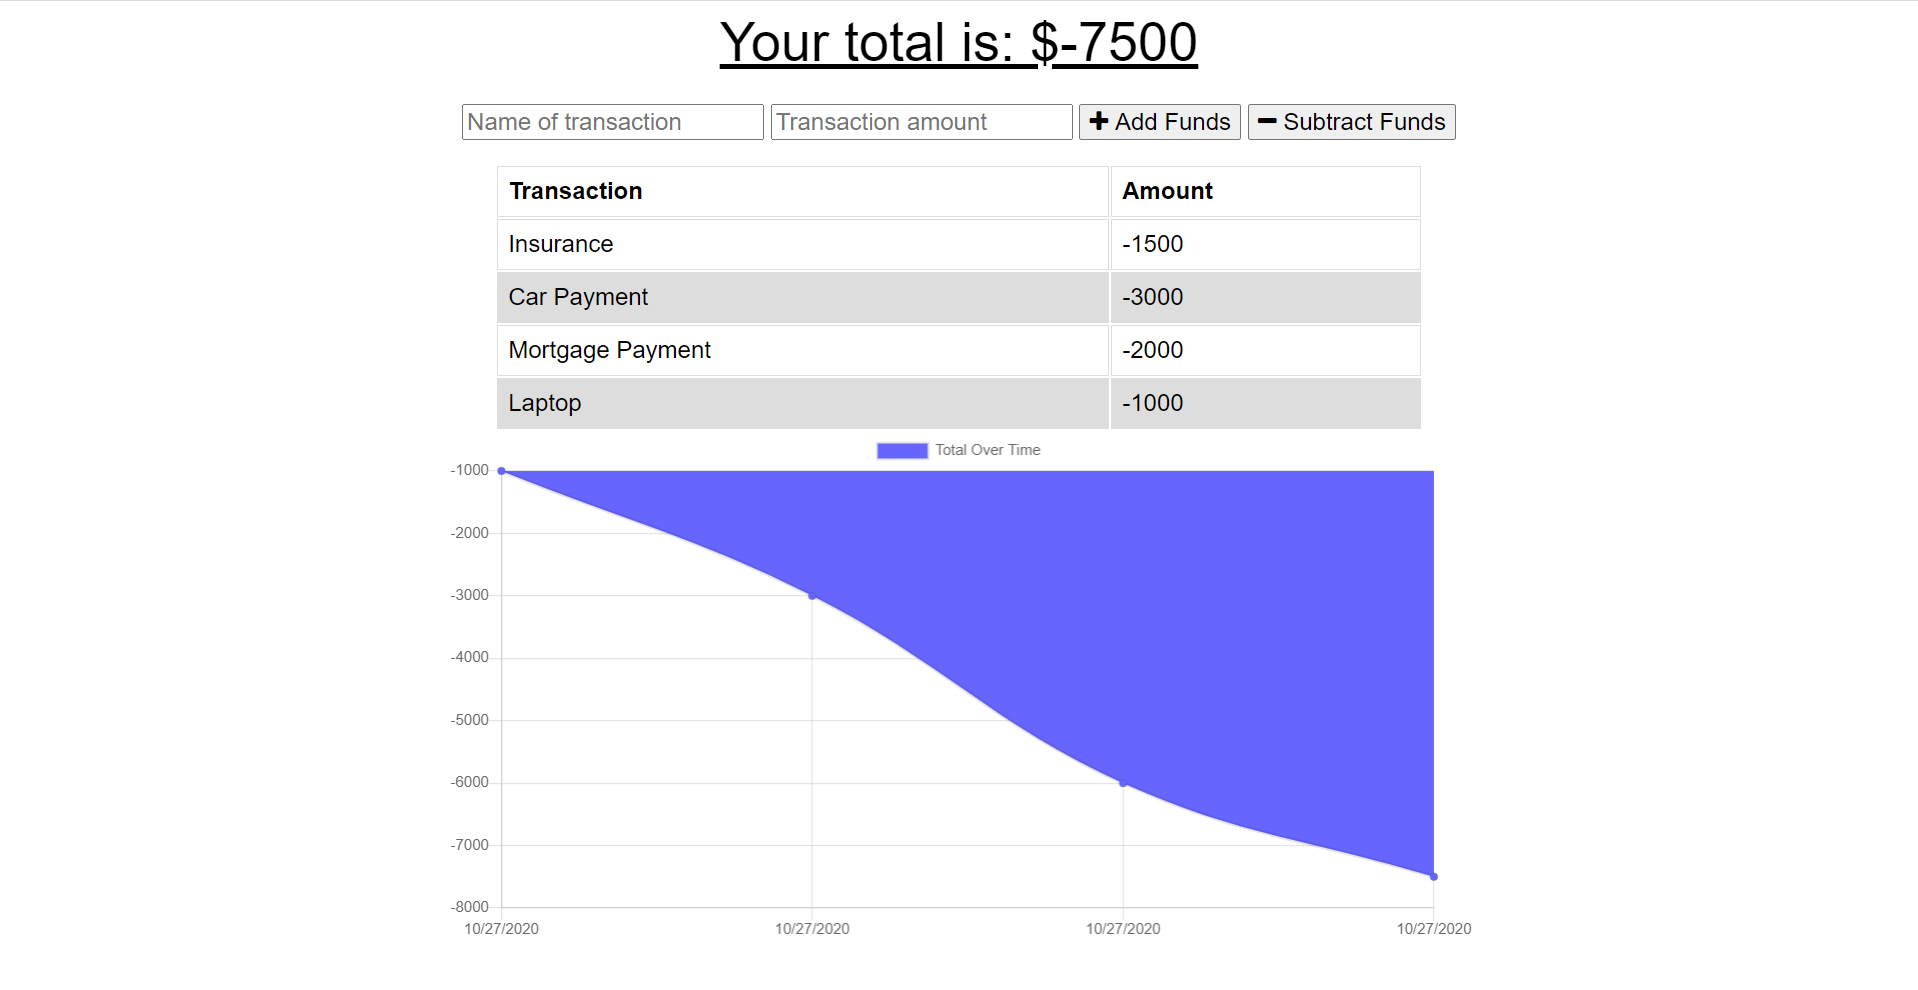 Your total is: $-7500
Name of transaction Transaction amount Add Funds Subtract Funds
Transaction Amount
Insurance -1500
Car Payment -3000
Mortgage Payment -2000
Laptop -1000
Total Over Time
-1000
-2000
-3000
-4000
-5000
-6000
-7000
-8000
10/27/2020 10/27/2020 10/27/2020 10/27/2020